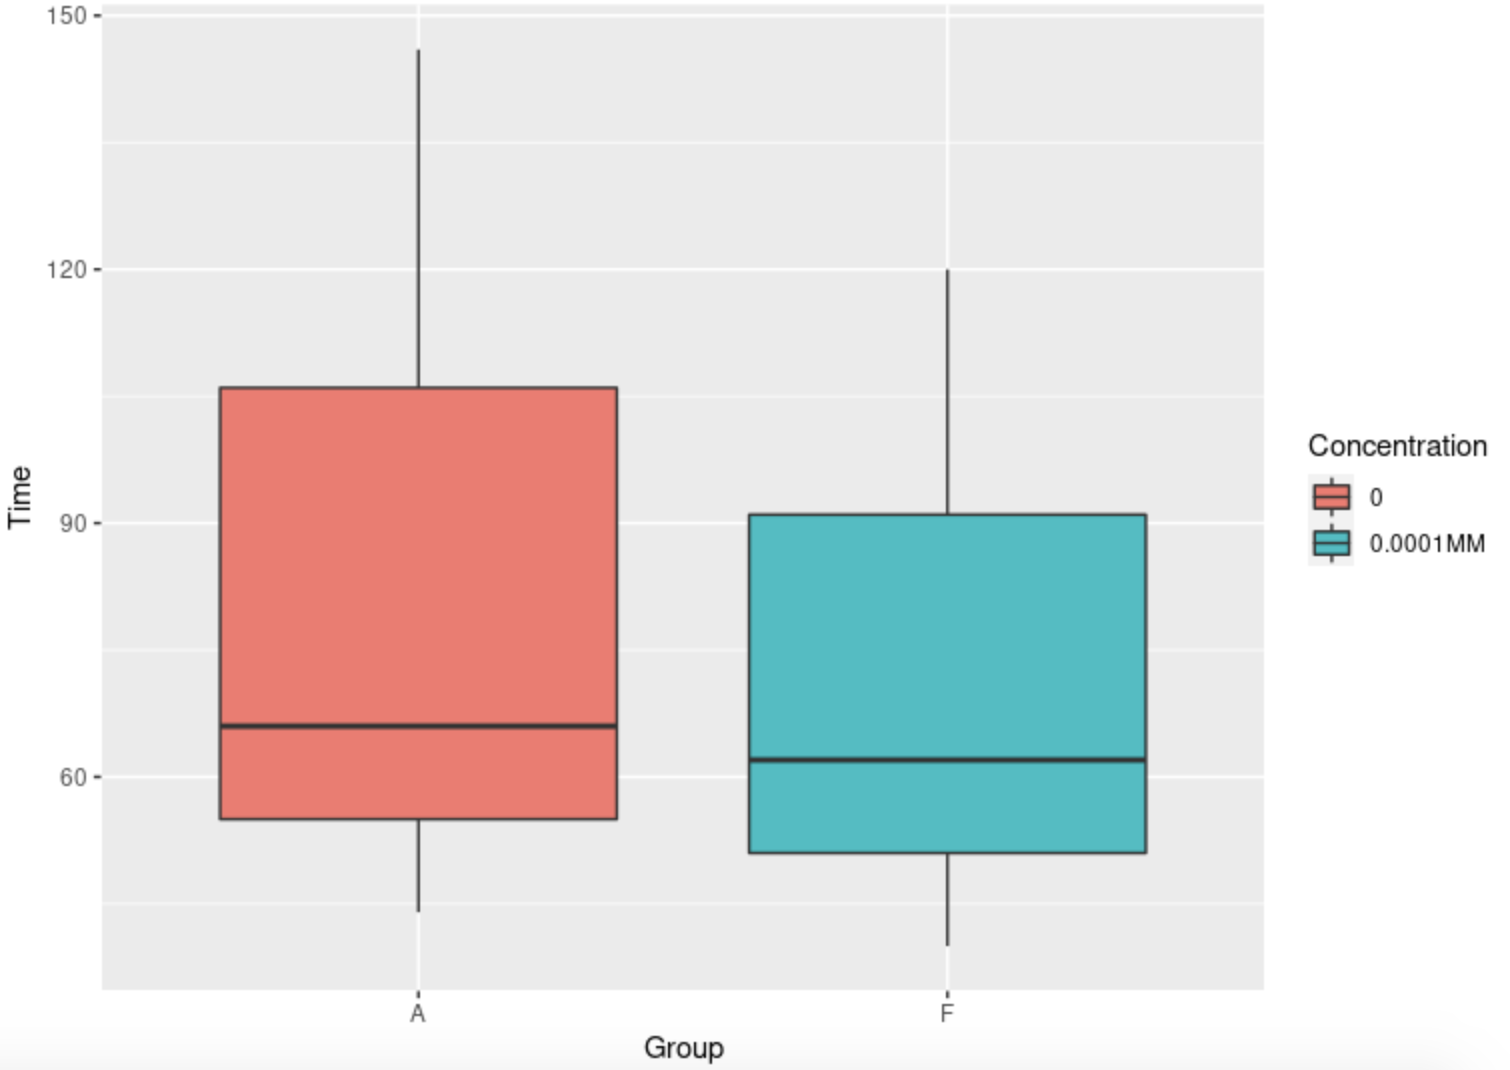 150
120
90
60
Time
A
F
Group
Concentration
0
0.0001MM